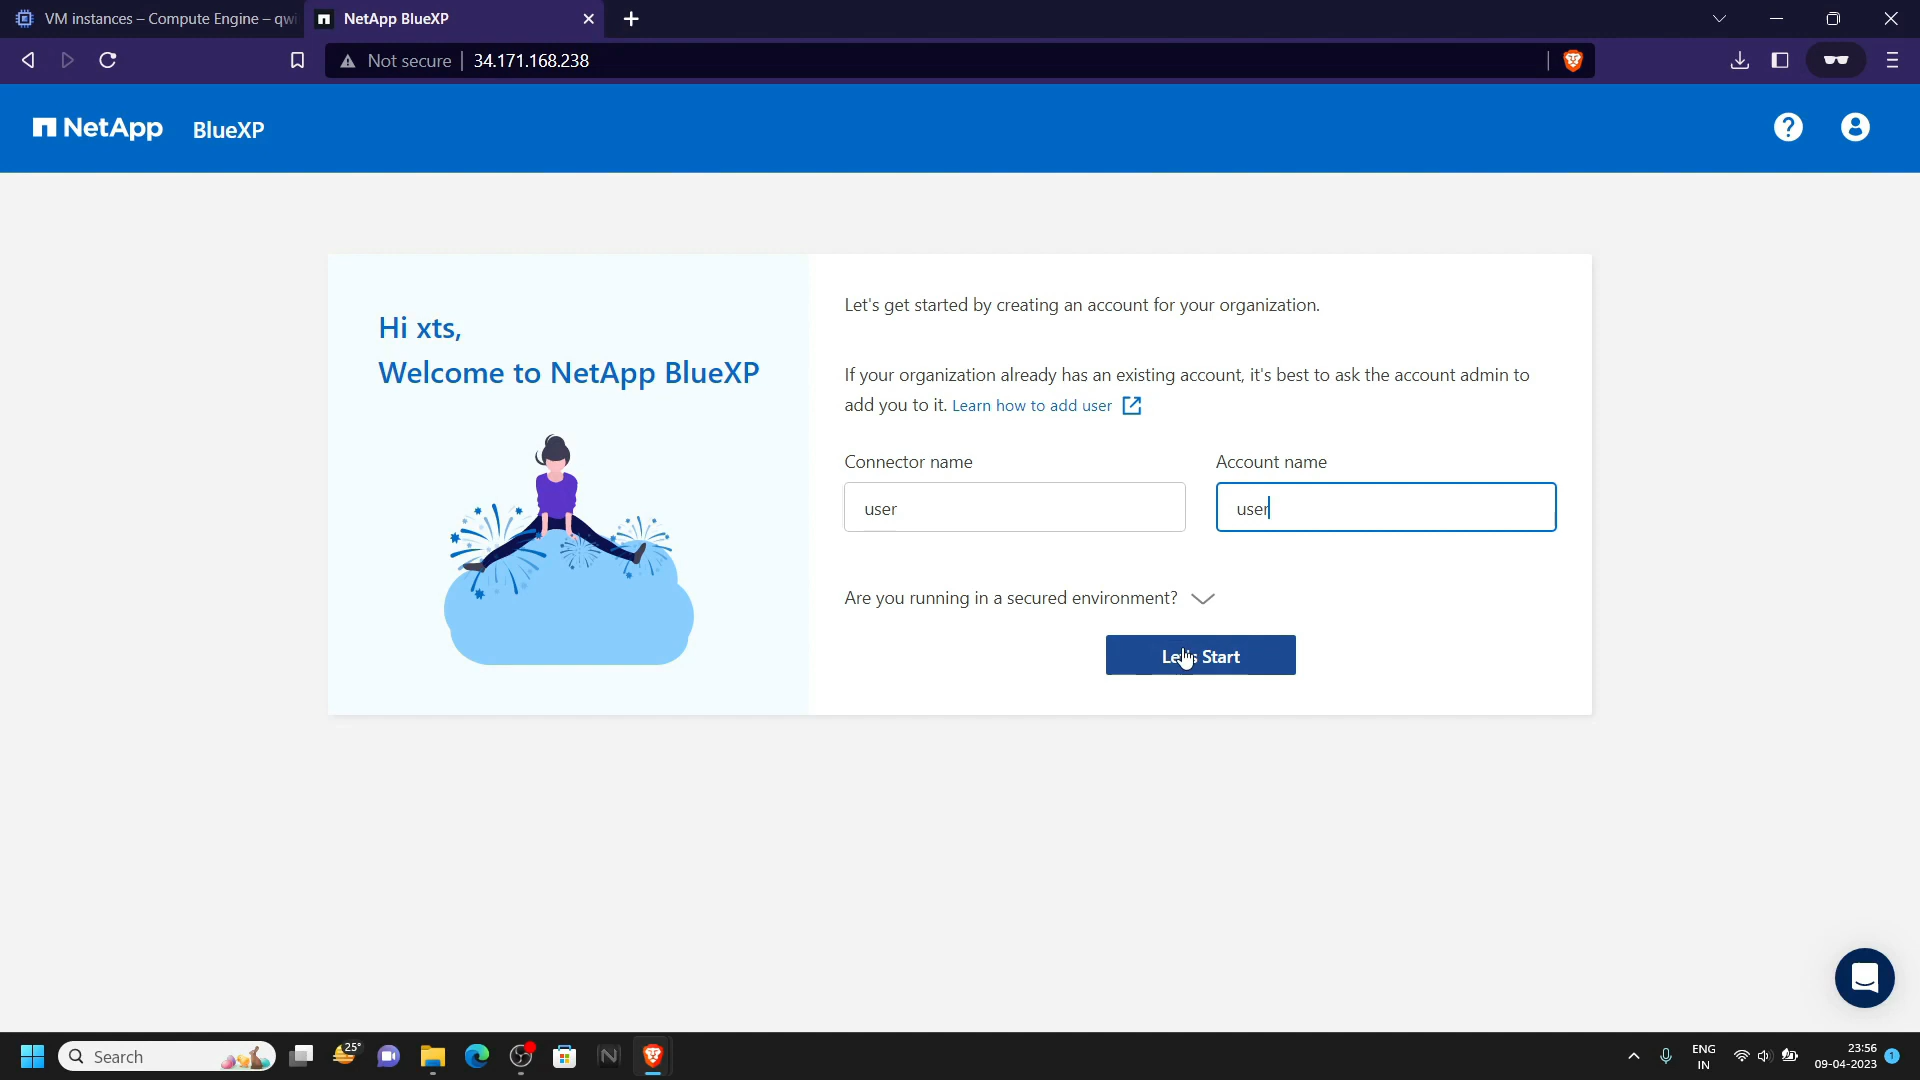 VM instances – Compute Engine – qwi
NetApp BlueXP
Not secure
34.171.168.238
NetApp BlueXP
Hi xts,
Welcome to NetApp BlueXP
Let's get started by creating an account for your organization.
If your organization already has an existing account, it's best to ask the account admin to
add you to it. Learn how to add user
Connector name
Account name
user
user
Are you running in a secured environment?
Let's Start
Search
25°
ENG
IN
23:56
09-04-2023
1